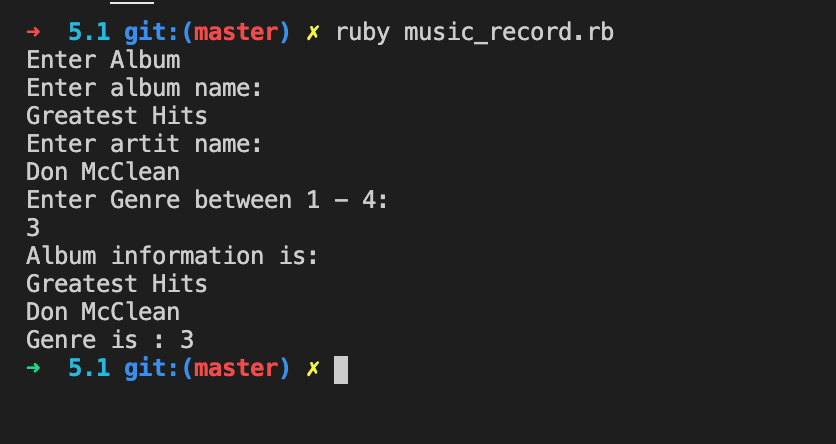 ➜  5.1 git:(master) ✗ ruby music_record.rb
Enter Album
Enter album name:
Greatest Hits
Enter artit name:
Don McClean
Enter Genre between 1 - 4:
3
Album information is:
Greatest Hits
Don McClean
Genre is : 3
➜  5.1 git:(master) ✗